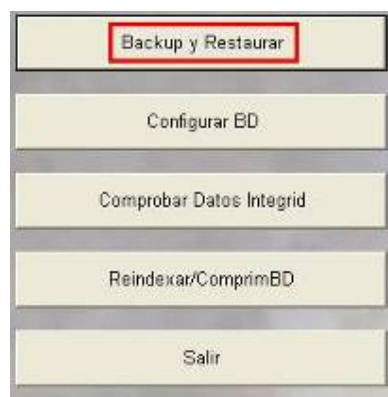 Backup y Restaurar
Configurar BD
Comprobar Datos Integrid
Reindexar/ComprimBD
Salir